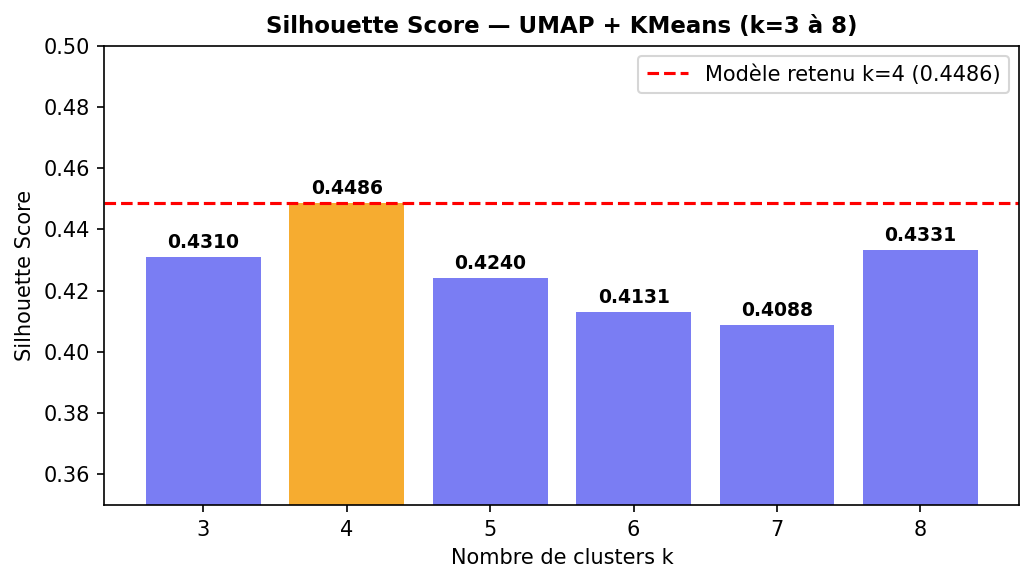 Silhouette Score — UMAP + KMeans (k=3 à 8)
Modèle retenu k=4 (0.4486)
Silhouette Score
0.50
0.48
0.46
0.44
0.42
0.40
0.38
0.36
0.4310
0.4486
0.4240
0.4131
0.4088
0.4331
3 4 5 6 7 8
Nombre de clusters k